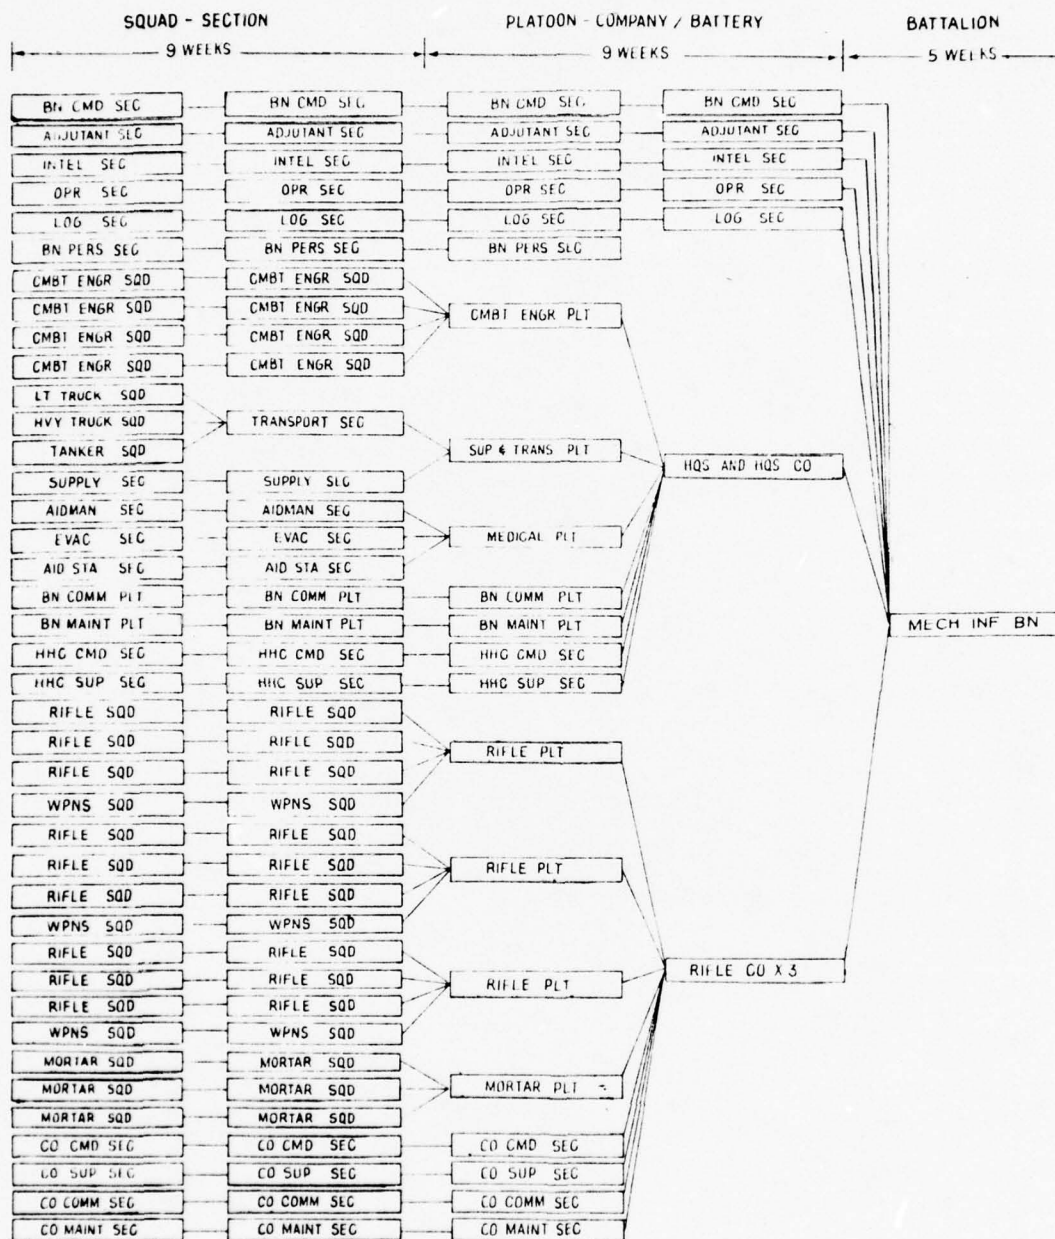 SQUAD - SECTION PLATOON - COMPANY / BATTERY BATTALION
9 WEEKS 9 WEEKS 5 WEEKS
BN CMD SEC BN CMD SEC BN CMD SEC BN CMD SEC
ADJUTANT SEC ADJUTANT SEC ADJUTANT SEC ADJUTANT SEC
INTEL SEC INTEL SEC INTEL SEC INTEL SEC
OPR SEC OPR SEC OPR SEC OPR SEC
LOG SEC LOG SEC LOG SEC LOG SEC
BN PERS SEC BN PERS SEC BN PERS SEC
CMBT ENGR SQD CMBT ENGR SQD
CMBT ENGR SQD CMBT ENGR SQD CMBT ENGR PLT
CMBT ENGR SQD CMBT ENGR SQD
CMBT ENGR SQD CMBT ENGR SQD
LT TRUCK SQD
HVY TRUCK SQD TRANSPORT SEC
TANKER SQD SUP & TRANS PLT HQS AND HQS CO
SUPPLY SEC SUPPLY SEC
AIDMAN SEC AIDMAN SEC
EVAC SEC EVAC SEC MEDICAL PLT
AID STA SEC AID STA SEC
BN COMM PLT BN COMM PLT BN COMM PLT
BN MAINT PLT BN MAINT PLT BN MAINT PLT MECH INF BN
HHC CMD SEC HHC CMD SEC HHC CMD SEC
HHC SUP SEC HHC SUP SEC HHC SUP SEC
RIFLE SQD RIFLE SQD
RIFLE SQD RIFLE SQD RIFLE PLT
RIFLE SQD RIFLE SQD
WPNS SQD WPNS SQD
RIFLE SQD RIFLE SQD
RIFLE SQD RIFLE SQD RIFLE PLT
RIFLE SQD RIFLE SQD
WPNS SQD WPNS SQD
RIFLE SQD RIFLE SQD RIFLE CO X 3
RIFLE SQD RIFLE SQD RIFLE PLT
RIFLE SQD RIFLE SQD
WPNS SQD WPNS SQD
MORTAR SQD MORTAR SQD
MORTAR SQD MORTAR SQD MORTAR PLT
MORTAR SQD MORTAR SQD
CO CMD SEC CO CMD SEC CO CMD SEC
CO SUP SEC CO SUP SEC CO SUP SEC
CO COMM SEC CO COMM SEC CO COMM SEC
CO MAINT SEC CO MAINT SEC CO MAINT SEC